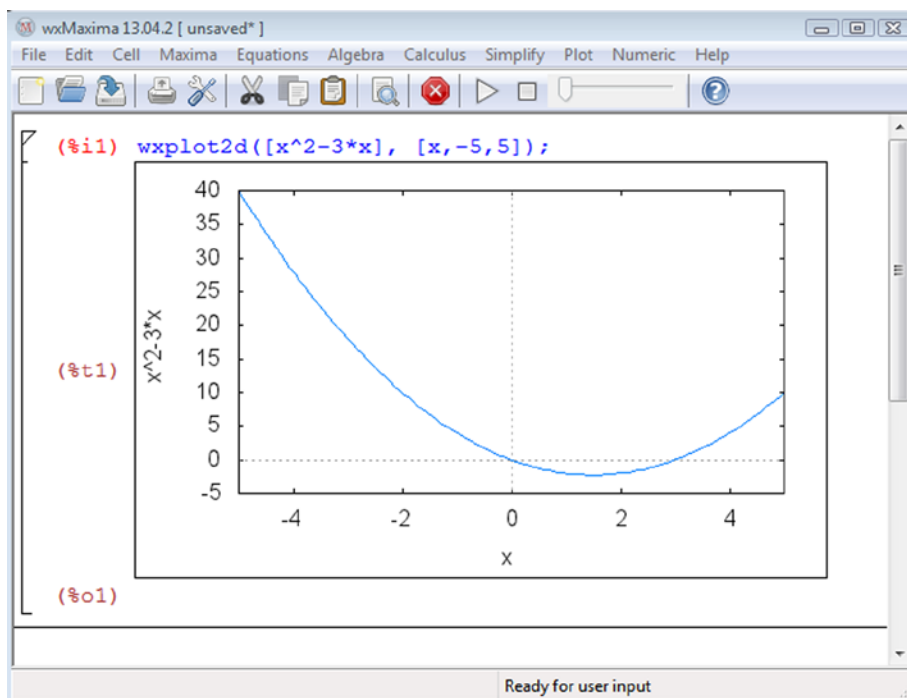 wxMaxima 13.04.2 [ unsaved* ]
File Edit Cell Maxima Equations Algebra Calculus Simplify Plot Numeric Help
(%i1) wxplot2d([x^2-3*x], [x,-5,5]);
40
35
30
25
20
15
10
5
0
-5
x^2-3*x
(%t1)
-4 -2 0 2 4
x
(%o1)
Ready for user input